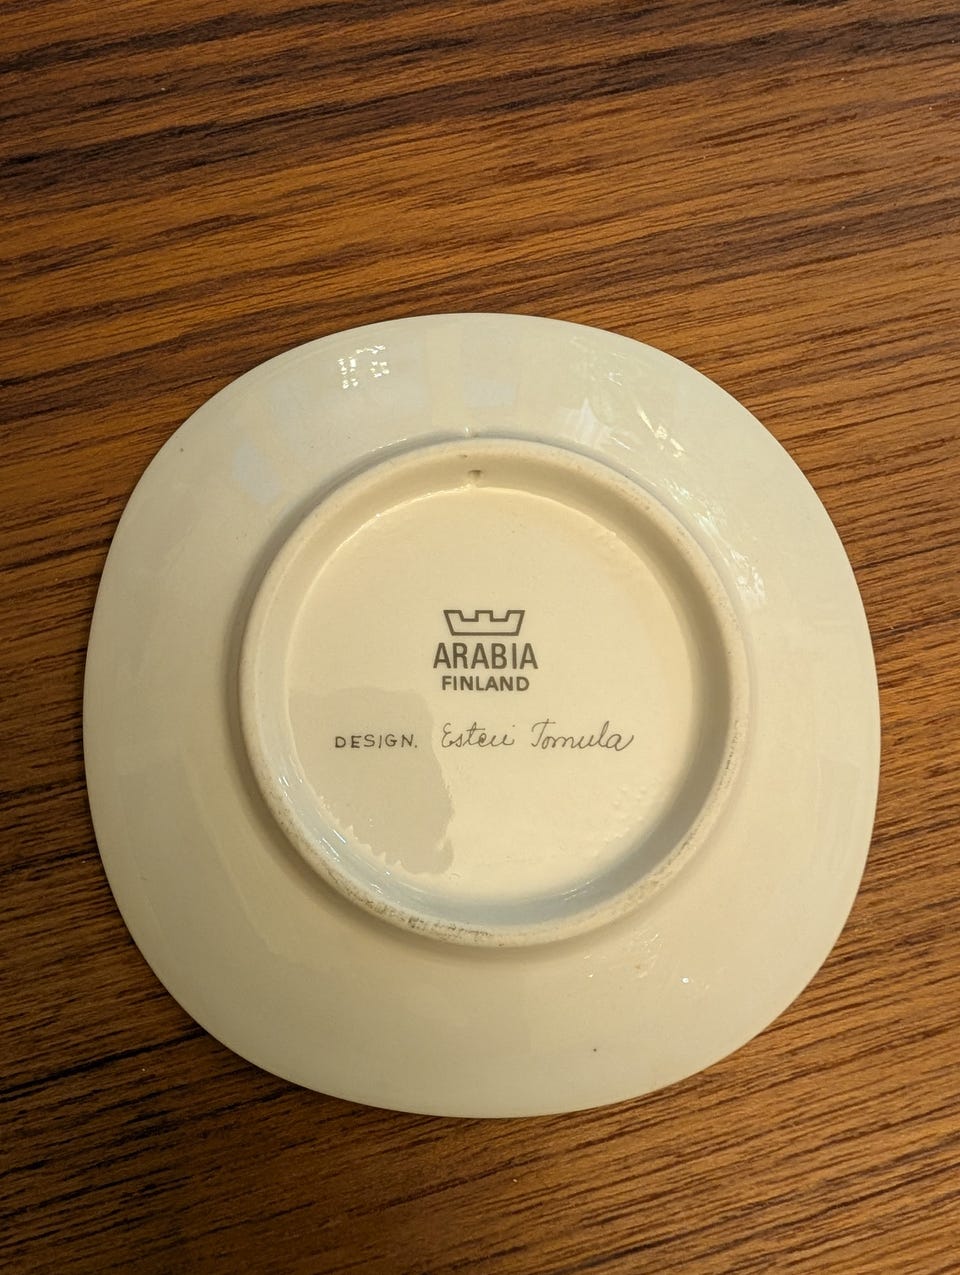 ARABIA
FINLAND
DESIGN. Esteri Tomula